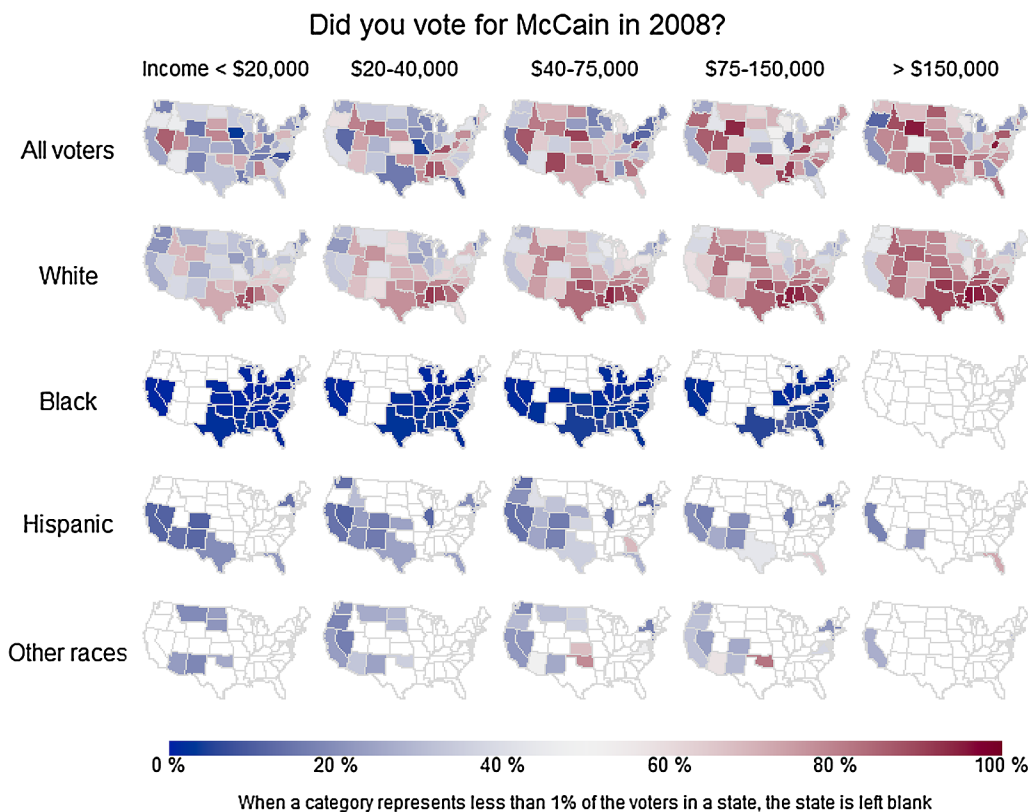 Did you vote for McCain in 2008?
Income < $20,000 $20-40,000 $40-75,000 $75-150,000 > $150,000
All voters
White
Black
Hispanic
Other races
0 % 20 % 40 % 60 % 80 % 100 %
When a category represents less than 1% of the voters in a state, the state is left blank